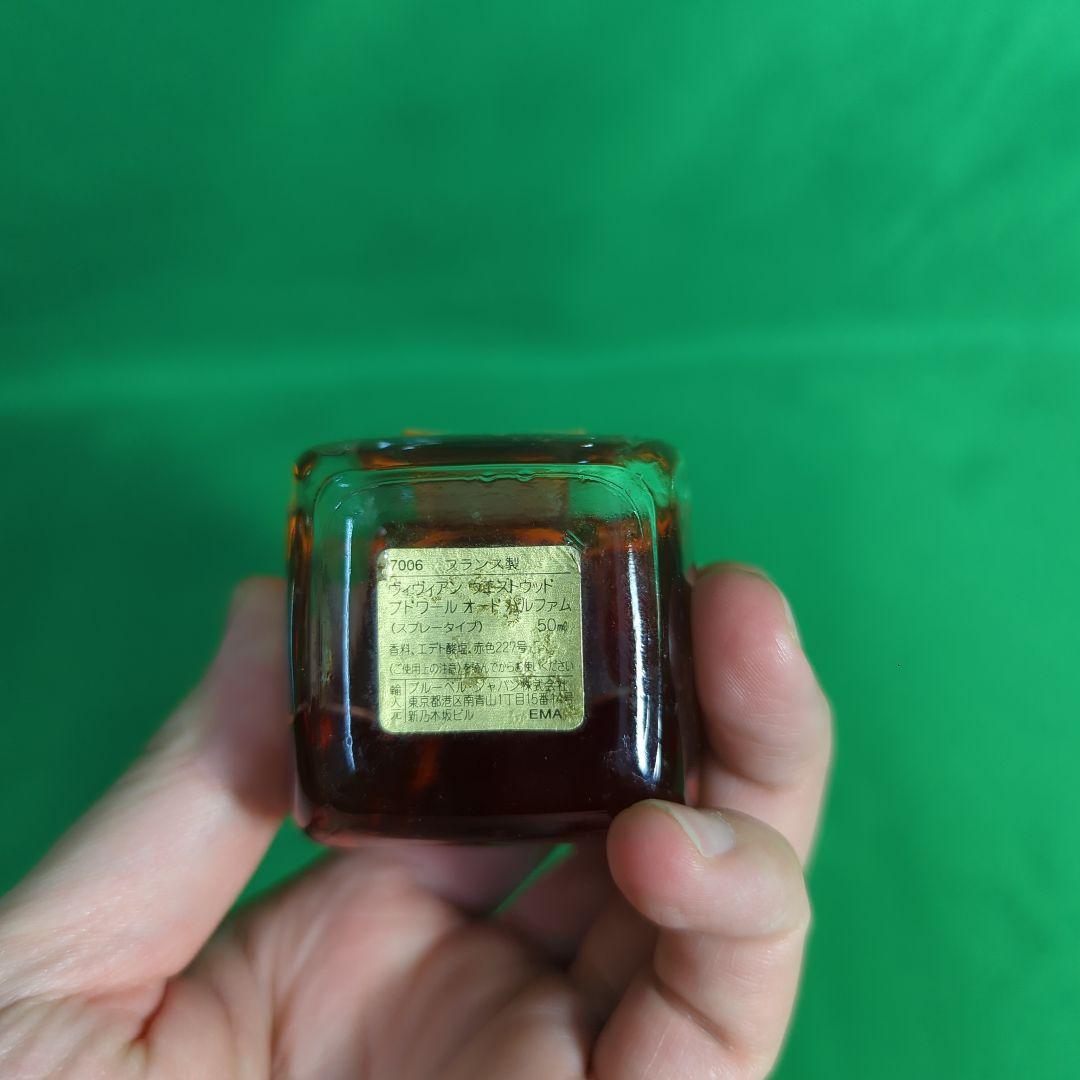 7006 フランス製
ヴィヴィアン ウエストウッド
ブドワール オード パルファム
(スプレータイプ) 50㎖
香料、エデト酸塩、赤色227号、
〈ご使用上の注意〉を読んでからお使いください
輸入元 ブルーベル・ジャパン株式会社
東京都港区南青山1丁目15番14号
新乃木坂ビル EMA